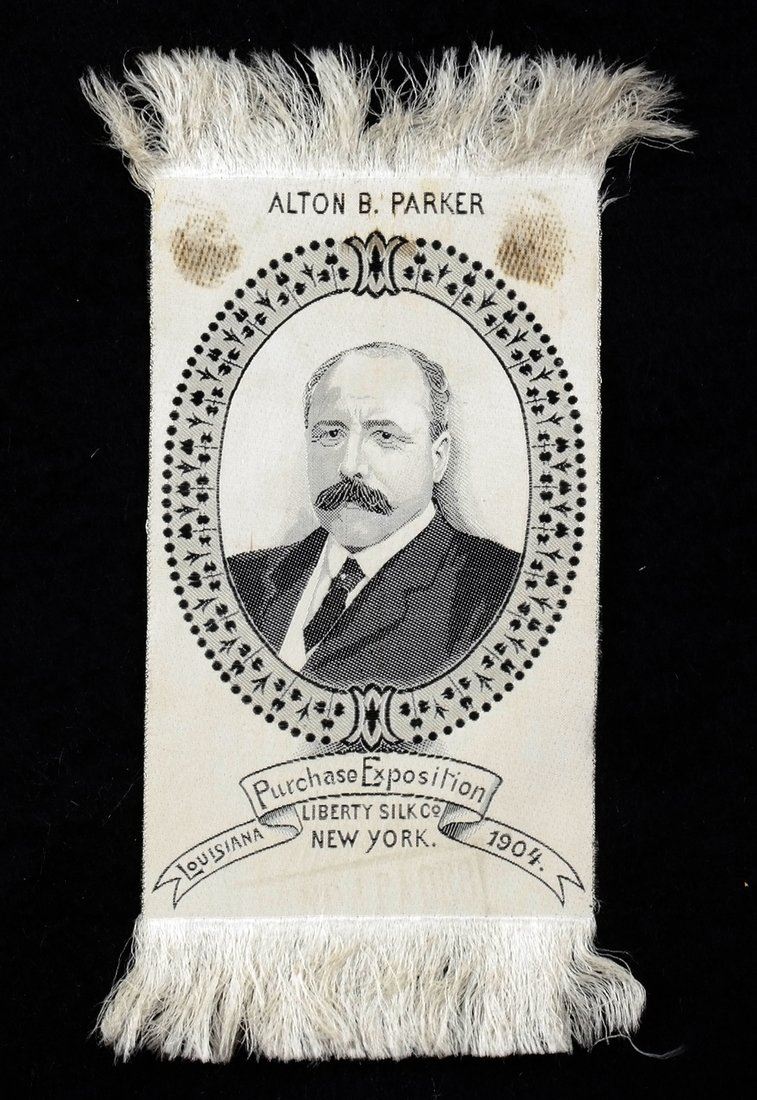 ALTON B. PARKER
Purchase Exposition
LIBERTY SILK Co
NEW YORK.
LOUISIANA
1904.